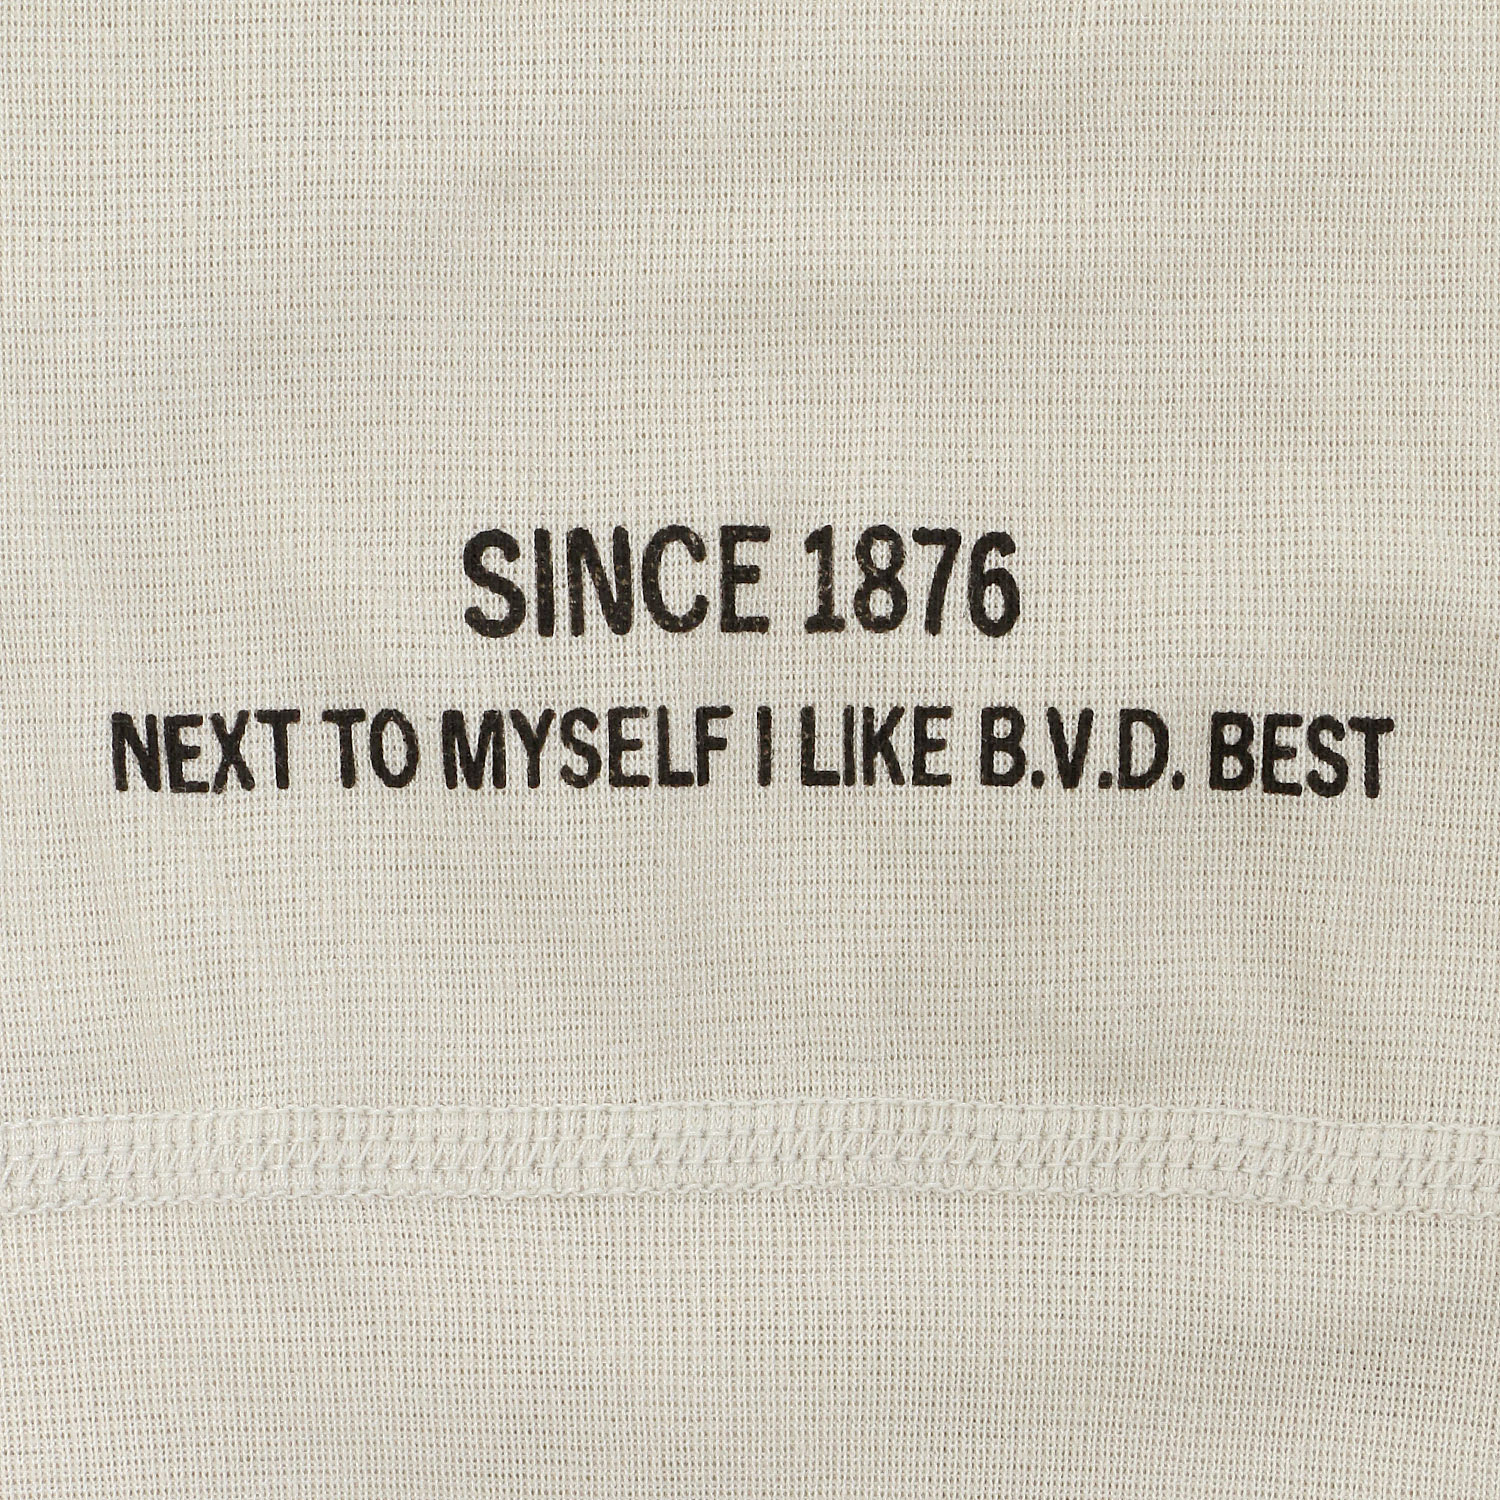 SINCE 1876
NEXT TO MYSELF I LIKE B.V.D. BEST